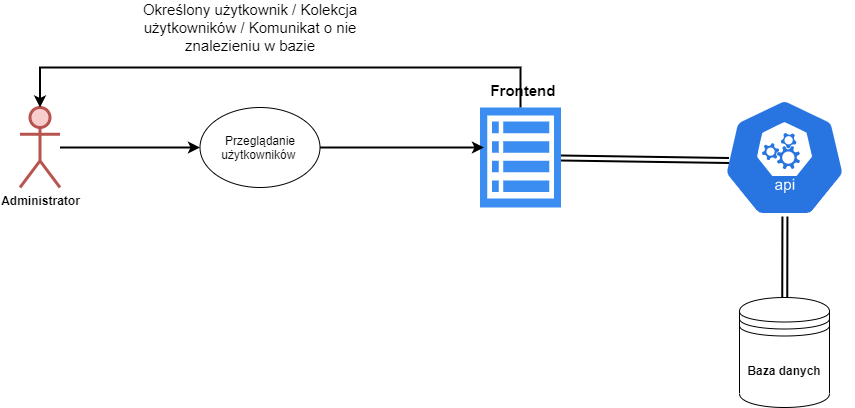 Określony użytkownik / Kolekcja
użytkowników / Komunikat o nie
znalezieniu w bazie
Frontend
Przeglądanie
użytkowników
api
Administrator
Baza danych